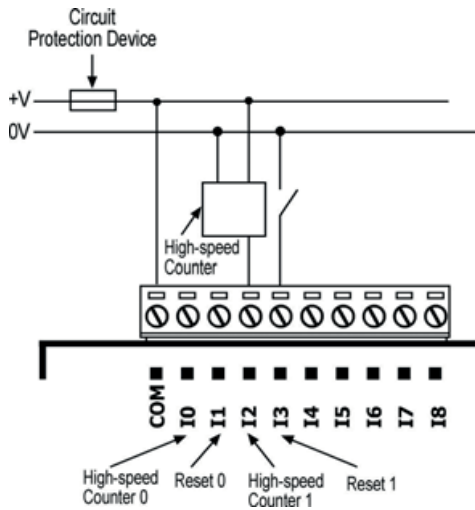 Circuit
Protection Device
+V
0V
High-speed
Counter
COM
I0
I1
I2
I3
I4
I5
I6
I7
I8
High-speed
Counter 0
Reset 0
High-speed
Counter 1
Reset 1